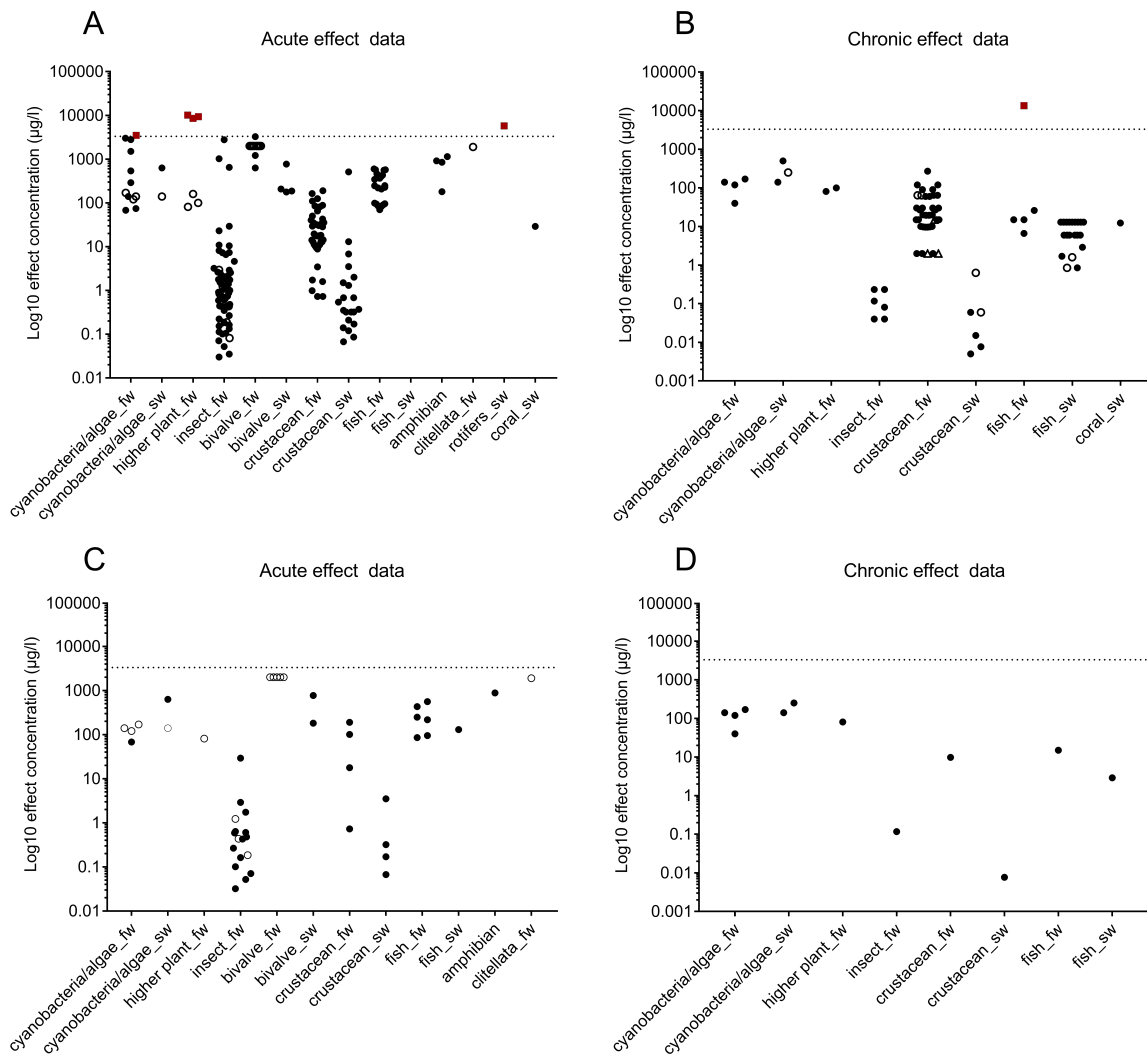 A
Acute effect data
Log10 effect concentration (µg/l)
100000
10000
1000
100
10
1
0.1
0.01
cyanobacteria/algae_fw
cyanobacteria/algae_sw
higher plant_fw
insect_fw
bivalve_fw
bivalve_sw
crustacean_fw
crustacean_sw
fish_fw
fish_sw
amphibian
clitellata_fw
rotifers_sw
coral_sw
B
Chronic effect data
Log10 effect concentration (µg/l)
100000
10000
1000
100
10
1
0.1
0.01
0.001
cyanobacteria/algae_fw
cyanobacteria/algae_sw
higher plant_fw
insect_fw
crustacean_fw
crustacean_sw
fish_fw
fish_sw
coral_sw
C
Acute effect data
Log10 effect concentration (µg/l)
100000
10000
1000
100
10
1
0.1
0.01
cyanobacteria/algae_fw
cyanobacteria/algae_sw
higher plant_fw
insect_fw
bivalve_fw
bivalve_sw
crustacean_fw
crustacean_sw
fish_fw
fish_sw
amphibian
clitellata_fw
D
Chronic effect data
Log10 effect concentration (µg/l)
100000
10000
1000
100
10
1
0.1
0.01
0.001
cyanobacteria/algae_fw
cyanobacteria/algae_sw
higher plant_fw
insect_fw
crustacean_fw
crustacean_sw
fish_fw
fish_sw